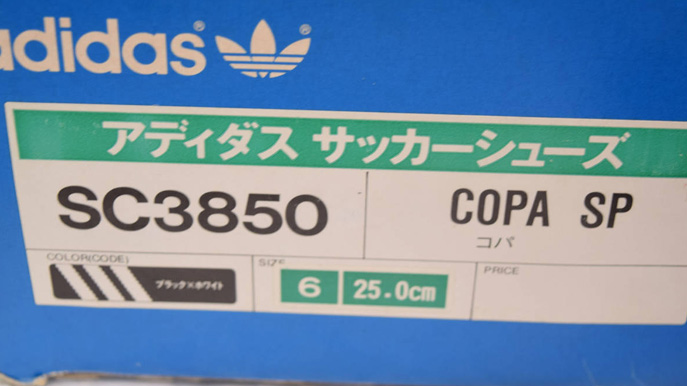 adidas®
®
アディダス サッカーシューズ
SC3850
COPA SP
コパ
COLOR(CODE)
ブラック×ホワイト
SIZE
6
25.0cm
PRICE